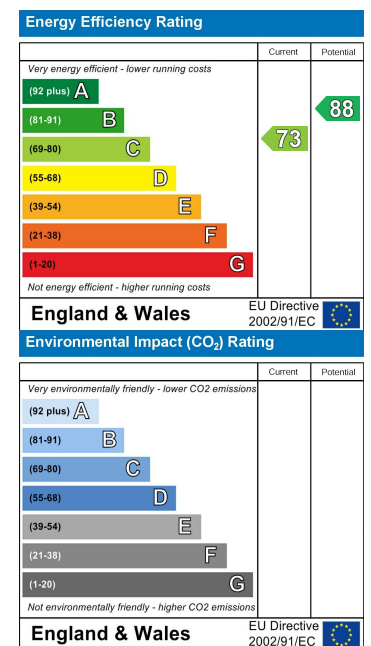 Energy Efficiency Rating
Current Potential
Very energy efficient - lower running costs
(92 plus) A
(81-91) B
88
(69-80) C
73
(55-68) D
(39-54) E
(21-38) F
(1-20) G
Not energy efficient - higher running costs
England & Wales
EU Directive
2002/91/EC
Environmental Impact (CO₂) Rating
Current Potential
Very environmentally friendly - lower CO2 emissions
(92 plus) A
(81-91) B
(69-80) C
(55-68) D
(39-54) E
(21-38) F
(1-20) G
Not environmentally friendly - higher CO2 emissions
England & Wales
EU Directive
2002/91/EC